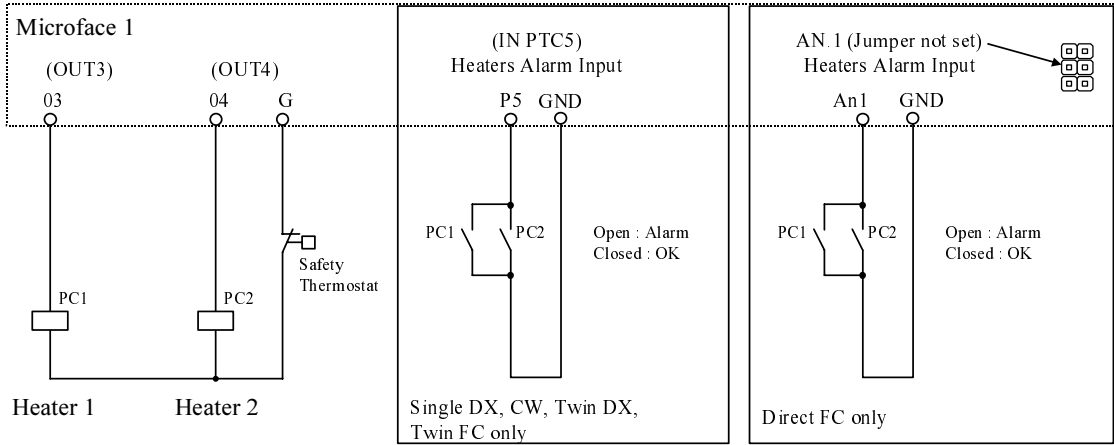 Microface 1
(OUT3)
(OUT4)
03
04
G
PC1
PC2
Safety
Thermostat
Heater 1
Heater 2
(IN PTC5)
Heaters Alarm Input
P5
GND
PC1
PC2
Open : Alarm
Closed : OK
Single DX, CW, Twin DX,
Twin FC only
AN.1 (Jumper not set)
Heaters Alarm Input
An1
GND
PC1
PC2
Open : Alarm
Closed : OK
Direct FC only